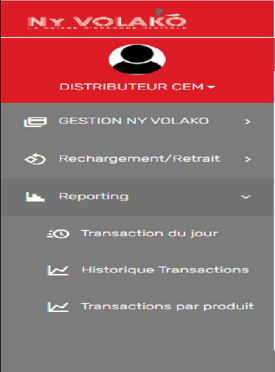 NY VOLAKO
LA CAISSE D'EPARGNE DIGITALE
DISTRIBUTEUR CEM
GESTION NY VOLAKO
Rechargement/Retrait
Reporting
Transaction du jour
Historique Transactions
Transactions par produit